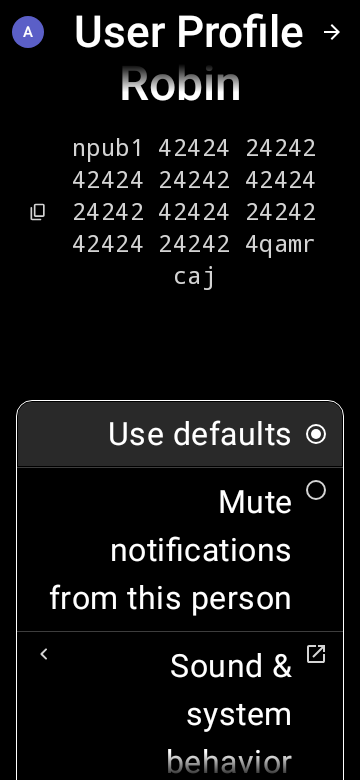 A
User Profile
Robin
npub1 42424 24242
42424 24242 42424
24242 42424 24242
42424 24242 4qamr
caj
Use defaults
Mute
notifications
from this person
Sound &
system
behavior